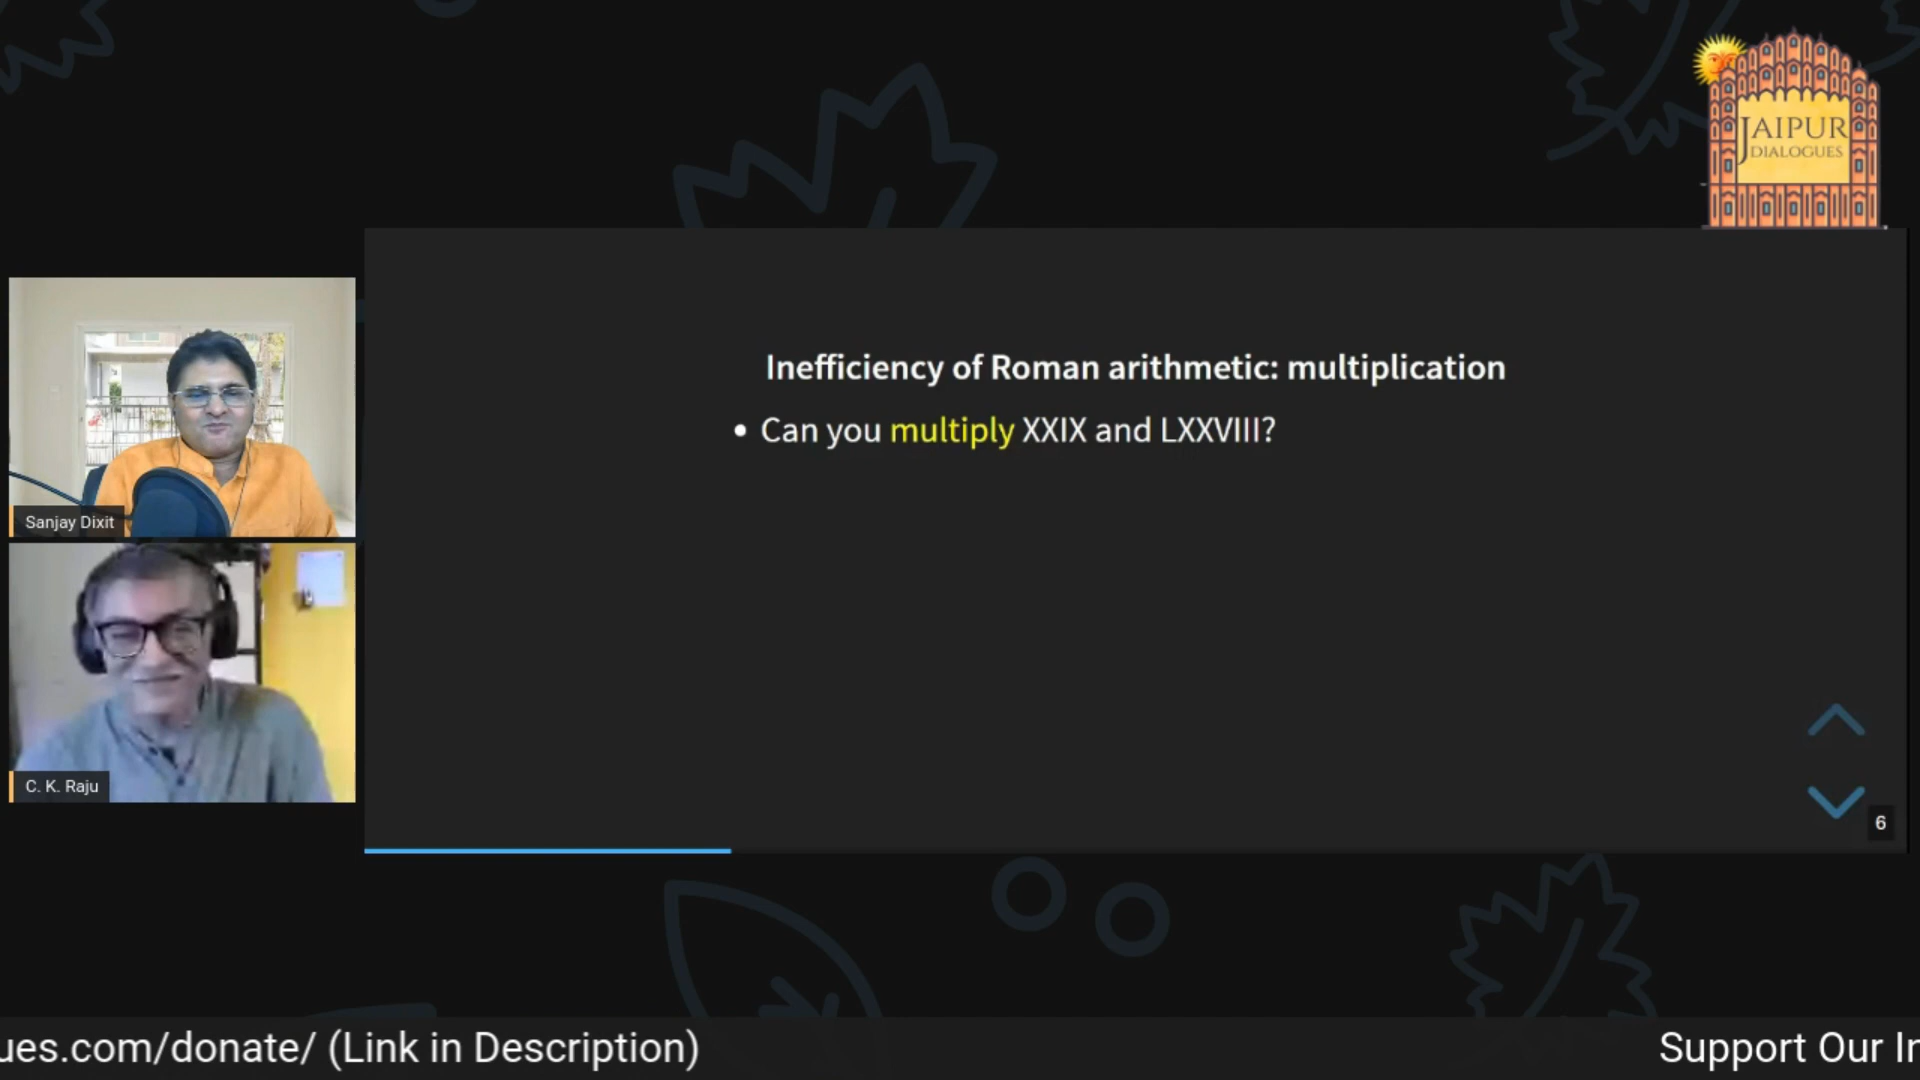 JAIPUR
DIALOGUES
Inefficiency of Roman arithmetic: multiplication
• Can you multiply XXIX and LXXVIII?
Sanjay Dixit
C. K. Raju
6
ues.com/donate/ (Link in Description)
Support Our In